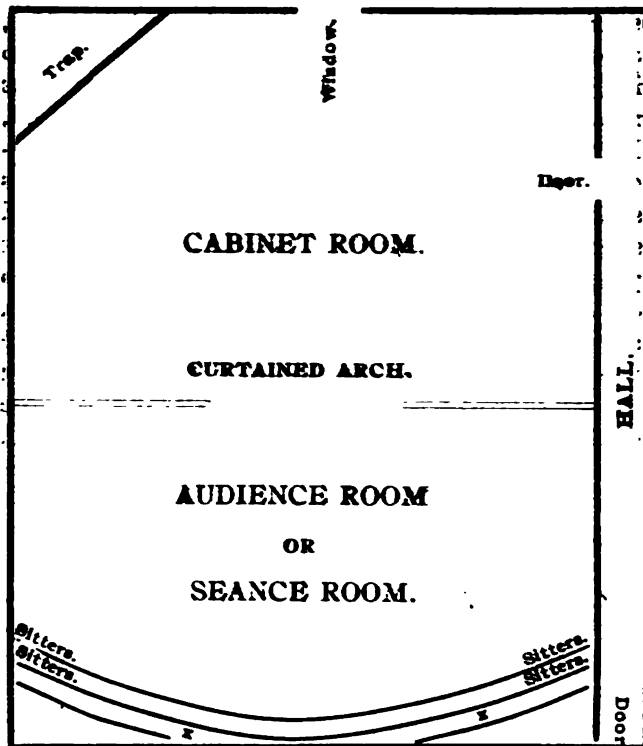 Trap.
Window.
Door.
CABINET ROOM.
CURTAINED ARCH.
HALL.
AUDIENCE ROOM
OR
SEANCE ROOM.
Sitters.
Sitters.
Sitters.
Sitters.
x
x
Door